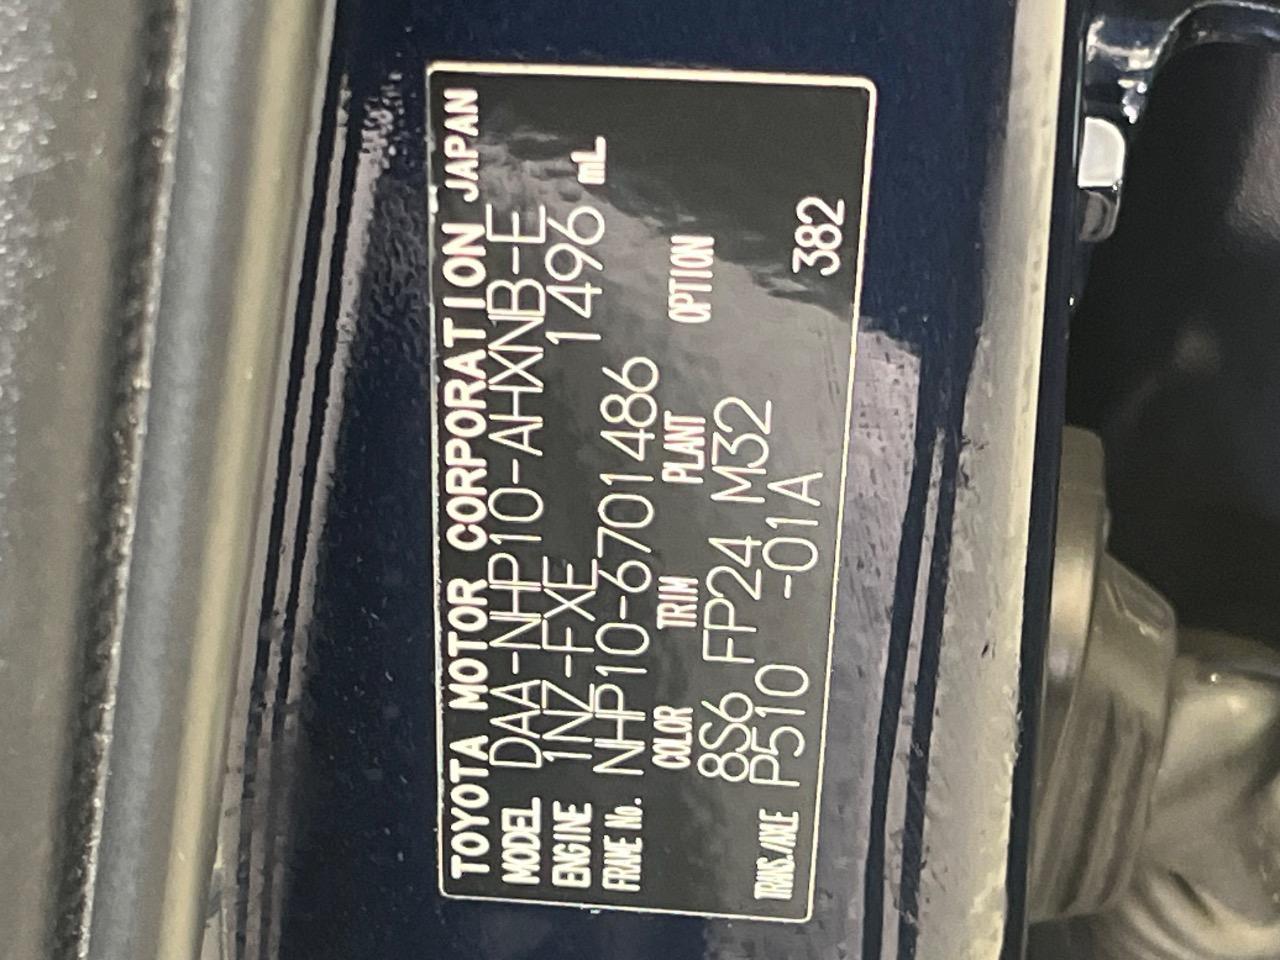 TOYOTA MOTOR CORPORATION JAPAN
MODEL DAA-NHP10-AHXNB-E
ENGINE 1NZ-FXE 1496 mL
FRAME No. NHP10-6701486
COLOR TRIM PLANT OPTION
8S6 FP24 M32
TRANS./AXLE P510 -01A 382